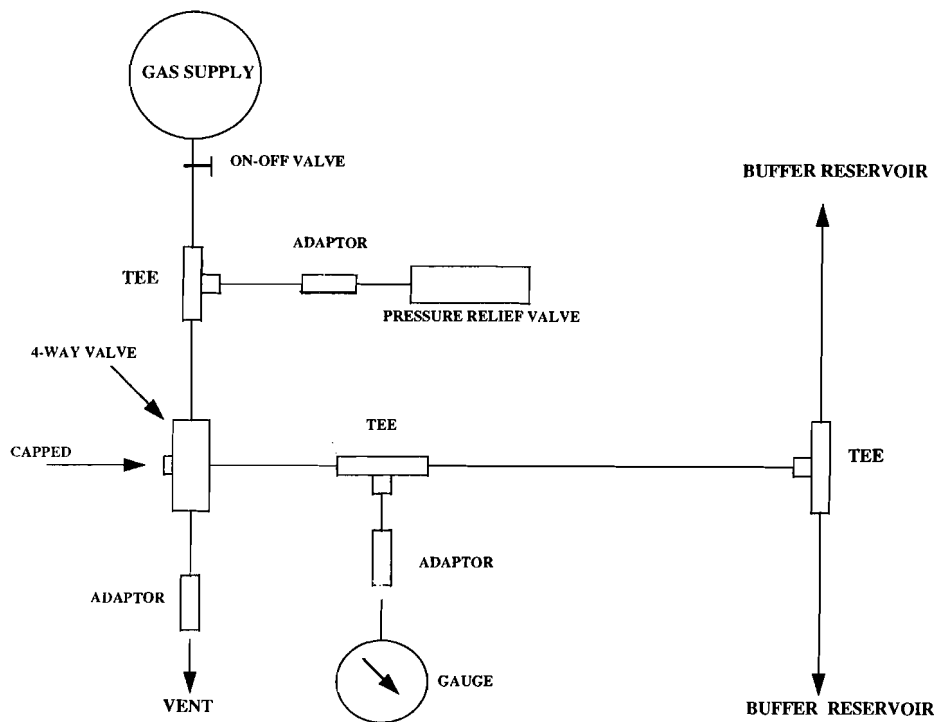 GAS SUPPLY
ON-OFF VALVE
BUFFER RESERVOIR
ADAPTOR
TEE
PRESSURE RELIEF VALVE
4-WAY VALVE
TEE
CAPPED
TEE
ADAPTOR
ADAPTOR
GAUGE
VENT
BUFFER RESERVOIR